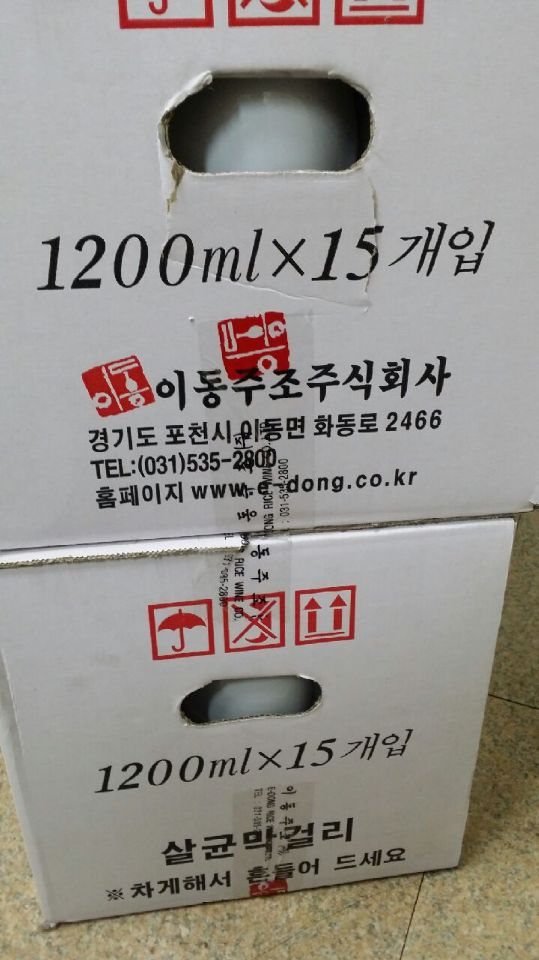 1200ml×15개입
이동
이동주조주식회사
경기도 포천시 이동면 화동로 2466
TEL:(031)535-2800
홈페이지 www.e-dong.co.kr
1200ml×15개입
살균막걸리
※차게해서 흔들어 드세요